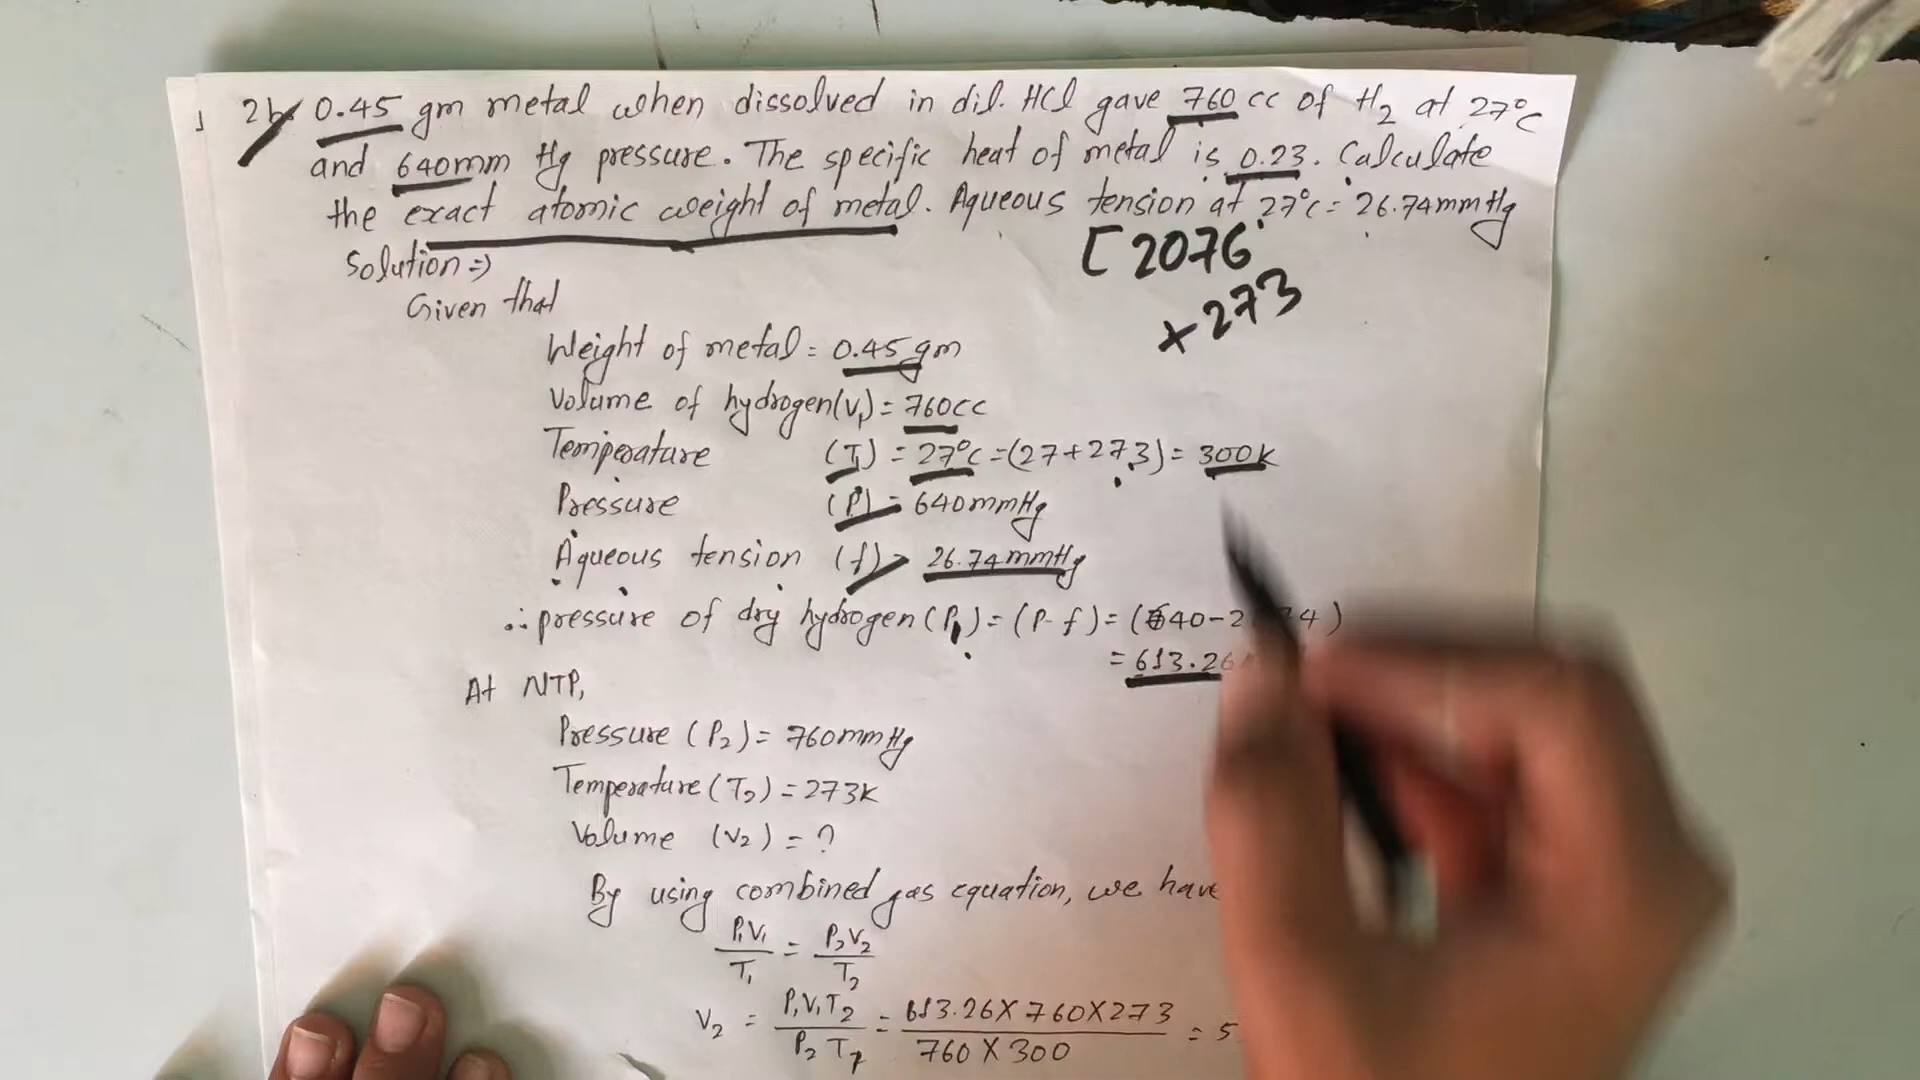 26 0.45 gm metal when dissolved in dil. HCl gave 760 cc of H₂ at 27°C
and 640mm Hg pressure. The specific heat of metal is 0.23. Calculate
the exact atomic weight of metal. Aqueous tension at 27°C = 26.74mmHg
[2076
×273
Solution ⇒
Given that
Weight of metal = 0.45 gm
Volume of hydrogen(V₁) = 760cc
Temperature (T₁) = 27°C = (27+273) = 300K
Pressure (P) = 640mmHg
Aqueous tension (f) = 26.74mmHg
∴ pressure of dry hydrogen (P₁) = (P-f) = (640-2 74)
= 613.26
At NTP,
Pressure (P₂) = 760mmHg
Temperature (T₂) = 273K
Volume (V₂) = ?
By using combined gas equation, we have
P₁V₁/T₁ = P₂V₂/T₂
V₂ = P₁V₁T₂/P₂T₁ = 613.26×760×273/760×300 = 5